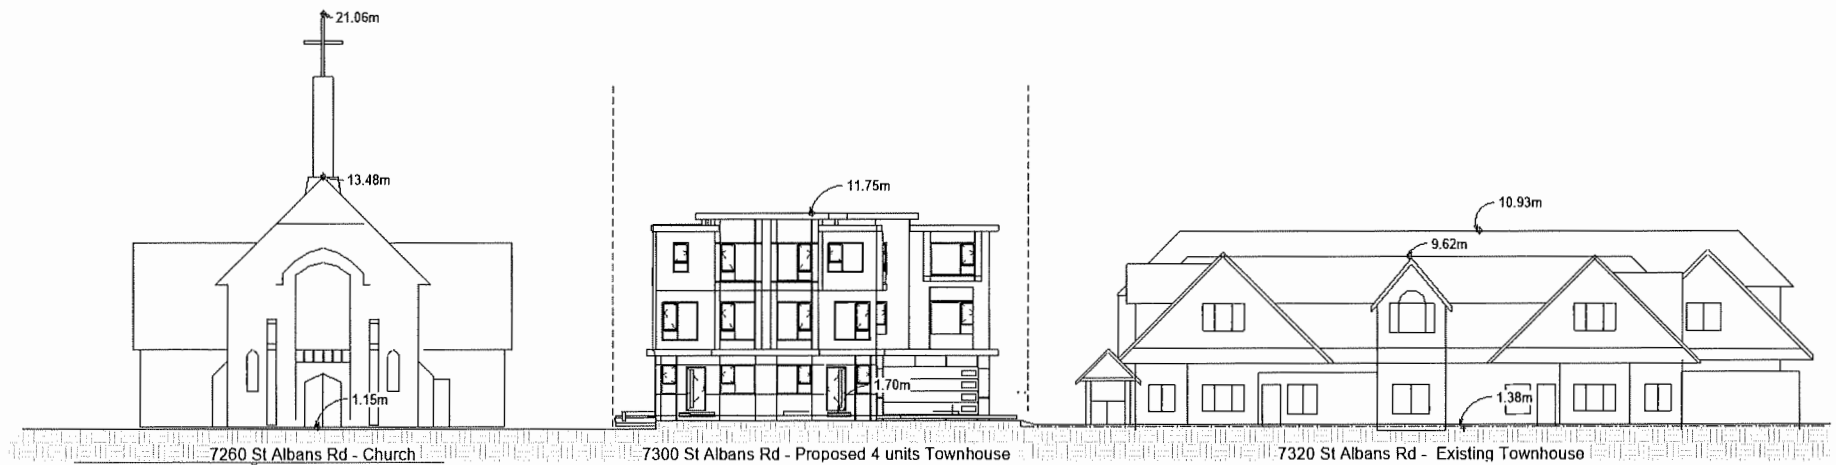 21.06m
13.48m
11.75m
10.93m
9.62m
1.70m
1.15m
1.38m
7260 St Albans Rd - Church
7300 St Albans Rd - Proposed 4 units Townhouse
7320 St Albans Rd - Existing Townhouse